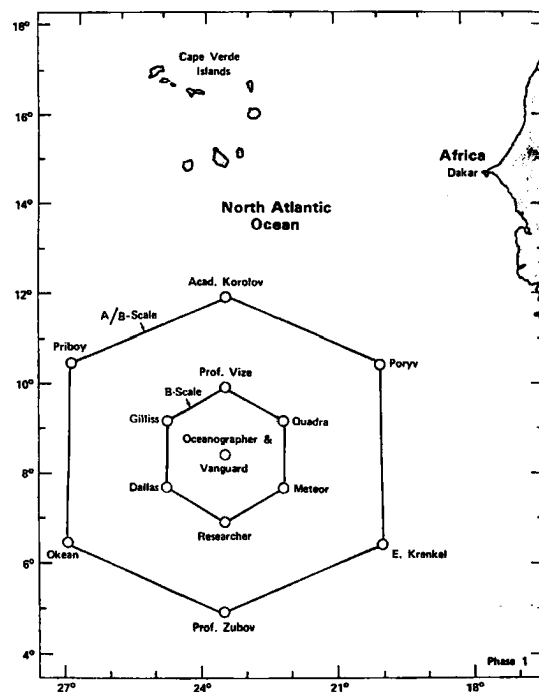 18°
16°
14°
12°
10°
8°
6°
4°
Cape Verde
Islands
Africa
Dakar
North Atlantic
Ocean
Acad. Korolov
A/B-Scale
Priboy
Poryv
Prof. Vize
B-Scale
Gilliss
Quadra
Oceanographer &
Vanguard
Dallas
Meteor
Researcher
Okean
E. Krenkel
Prof. Zubov
Phase 1
27°
24°
21°
18°